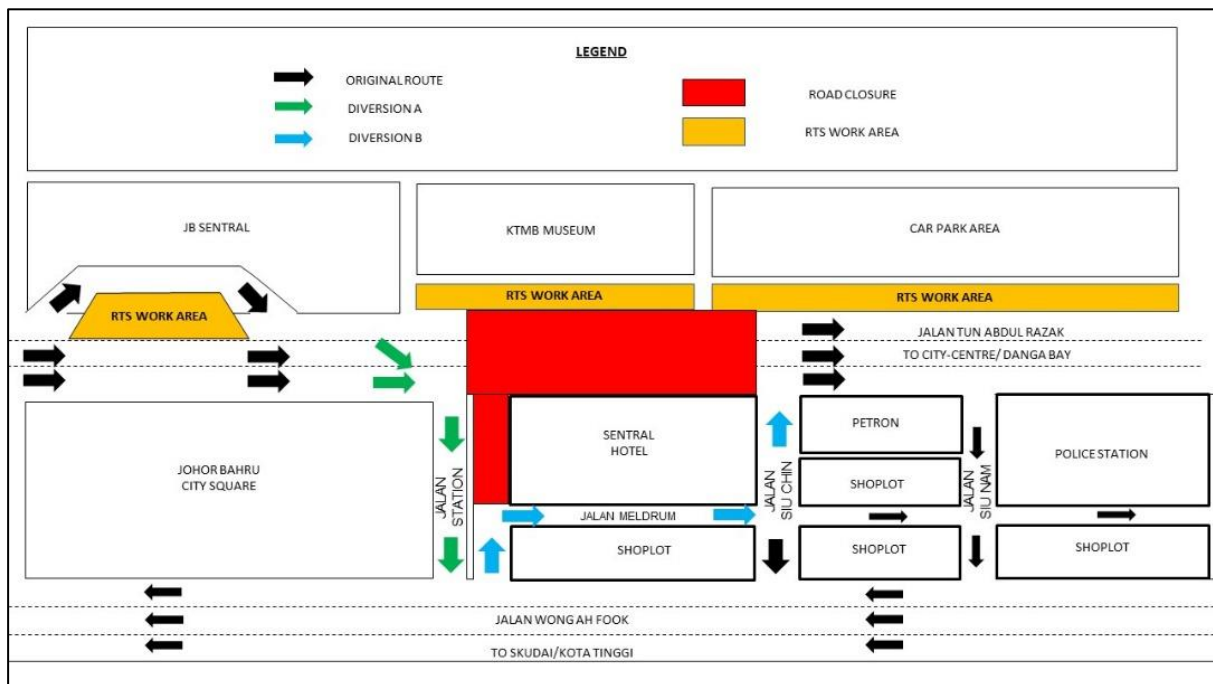 LEGEND
ORIGINAL ROUTE
DIVERSION A
DIVERSION B
ROAD CLOSURE
RTS WORK AREA
JB SENTRAL
KTMB MUSEUM
CAR PARK AREA
RTS WORK AREA
RTS WORK AREA
RTS WORK AREA
JALAN TUN ABDUL RAZAK
TO CITY-CENTRE/ DANGA BAY
JOHOR BAHRU
CITY SQUARE
JALAN
STATION
SENTRAL
HOTEL
JALAN MELDRUM
SHOPLOT
JALAN
SIU CHIN
PETRON
SHOPLOT
SHOPLOT
JALAN
SIU NAM
POLICE STATION
SHOPLOT
JALAN WONG AH FOOK
TO SKUDAI/KOTA TINGGI